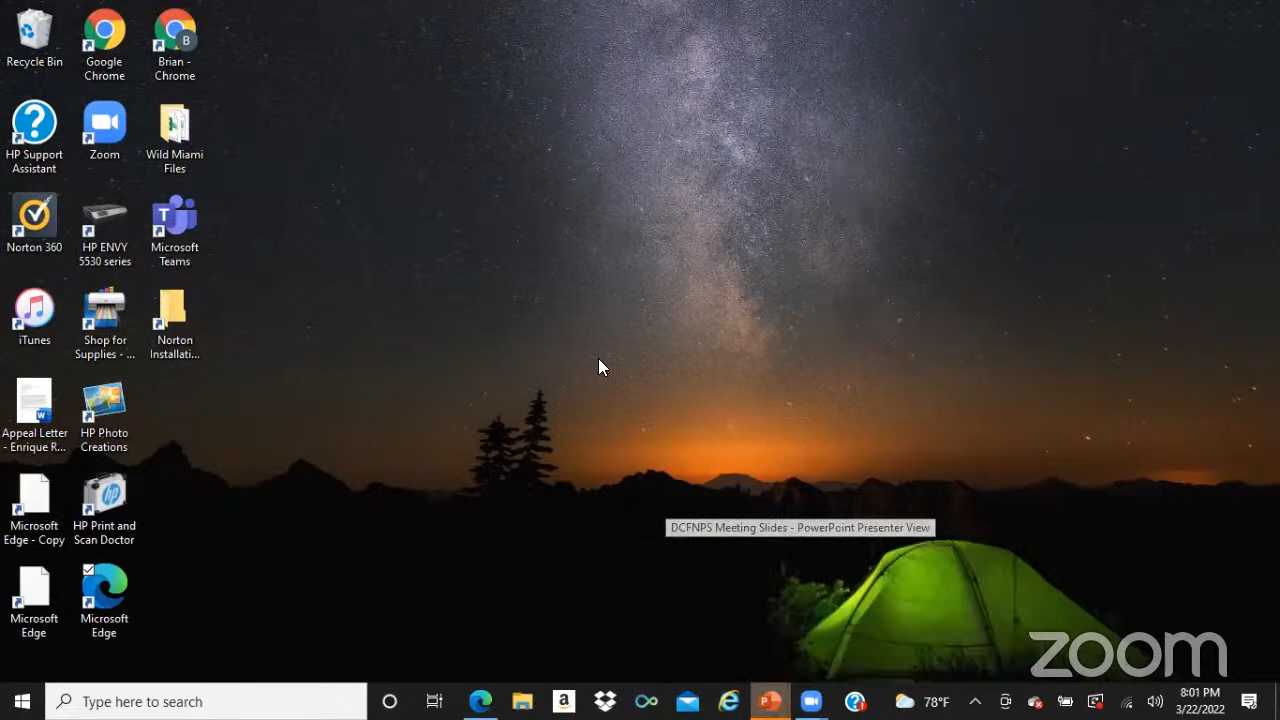 Recycle Bin
Google
Chrome
B
Brian -
Chrome
HP Support
Assistant
Zoom
Wild Miami
Files
Norton 360
HP ENVY
5530 series
T
Microsoft
Teams
iTunes
Shop for
Supplies - ...
Norton
Installati...
W
Appeal Letter
- Enrique R...
HP Photo
Creations
Microsoft
Edge - Copy
hp
HP Print and
Scan Doctor
Microsoft
Edge
Microsoft
Edge
DCFNPS Meeting Slides - PowerPoint Presenter View
zoom
Type here to search
a
P
78°F
8:01 PM
3/22/2022